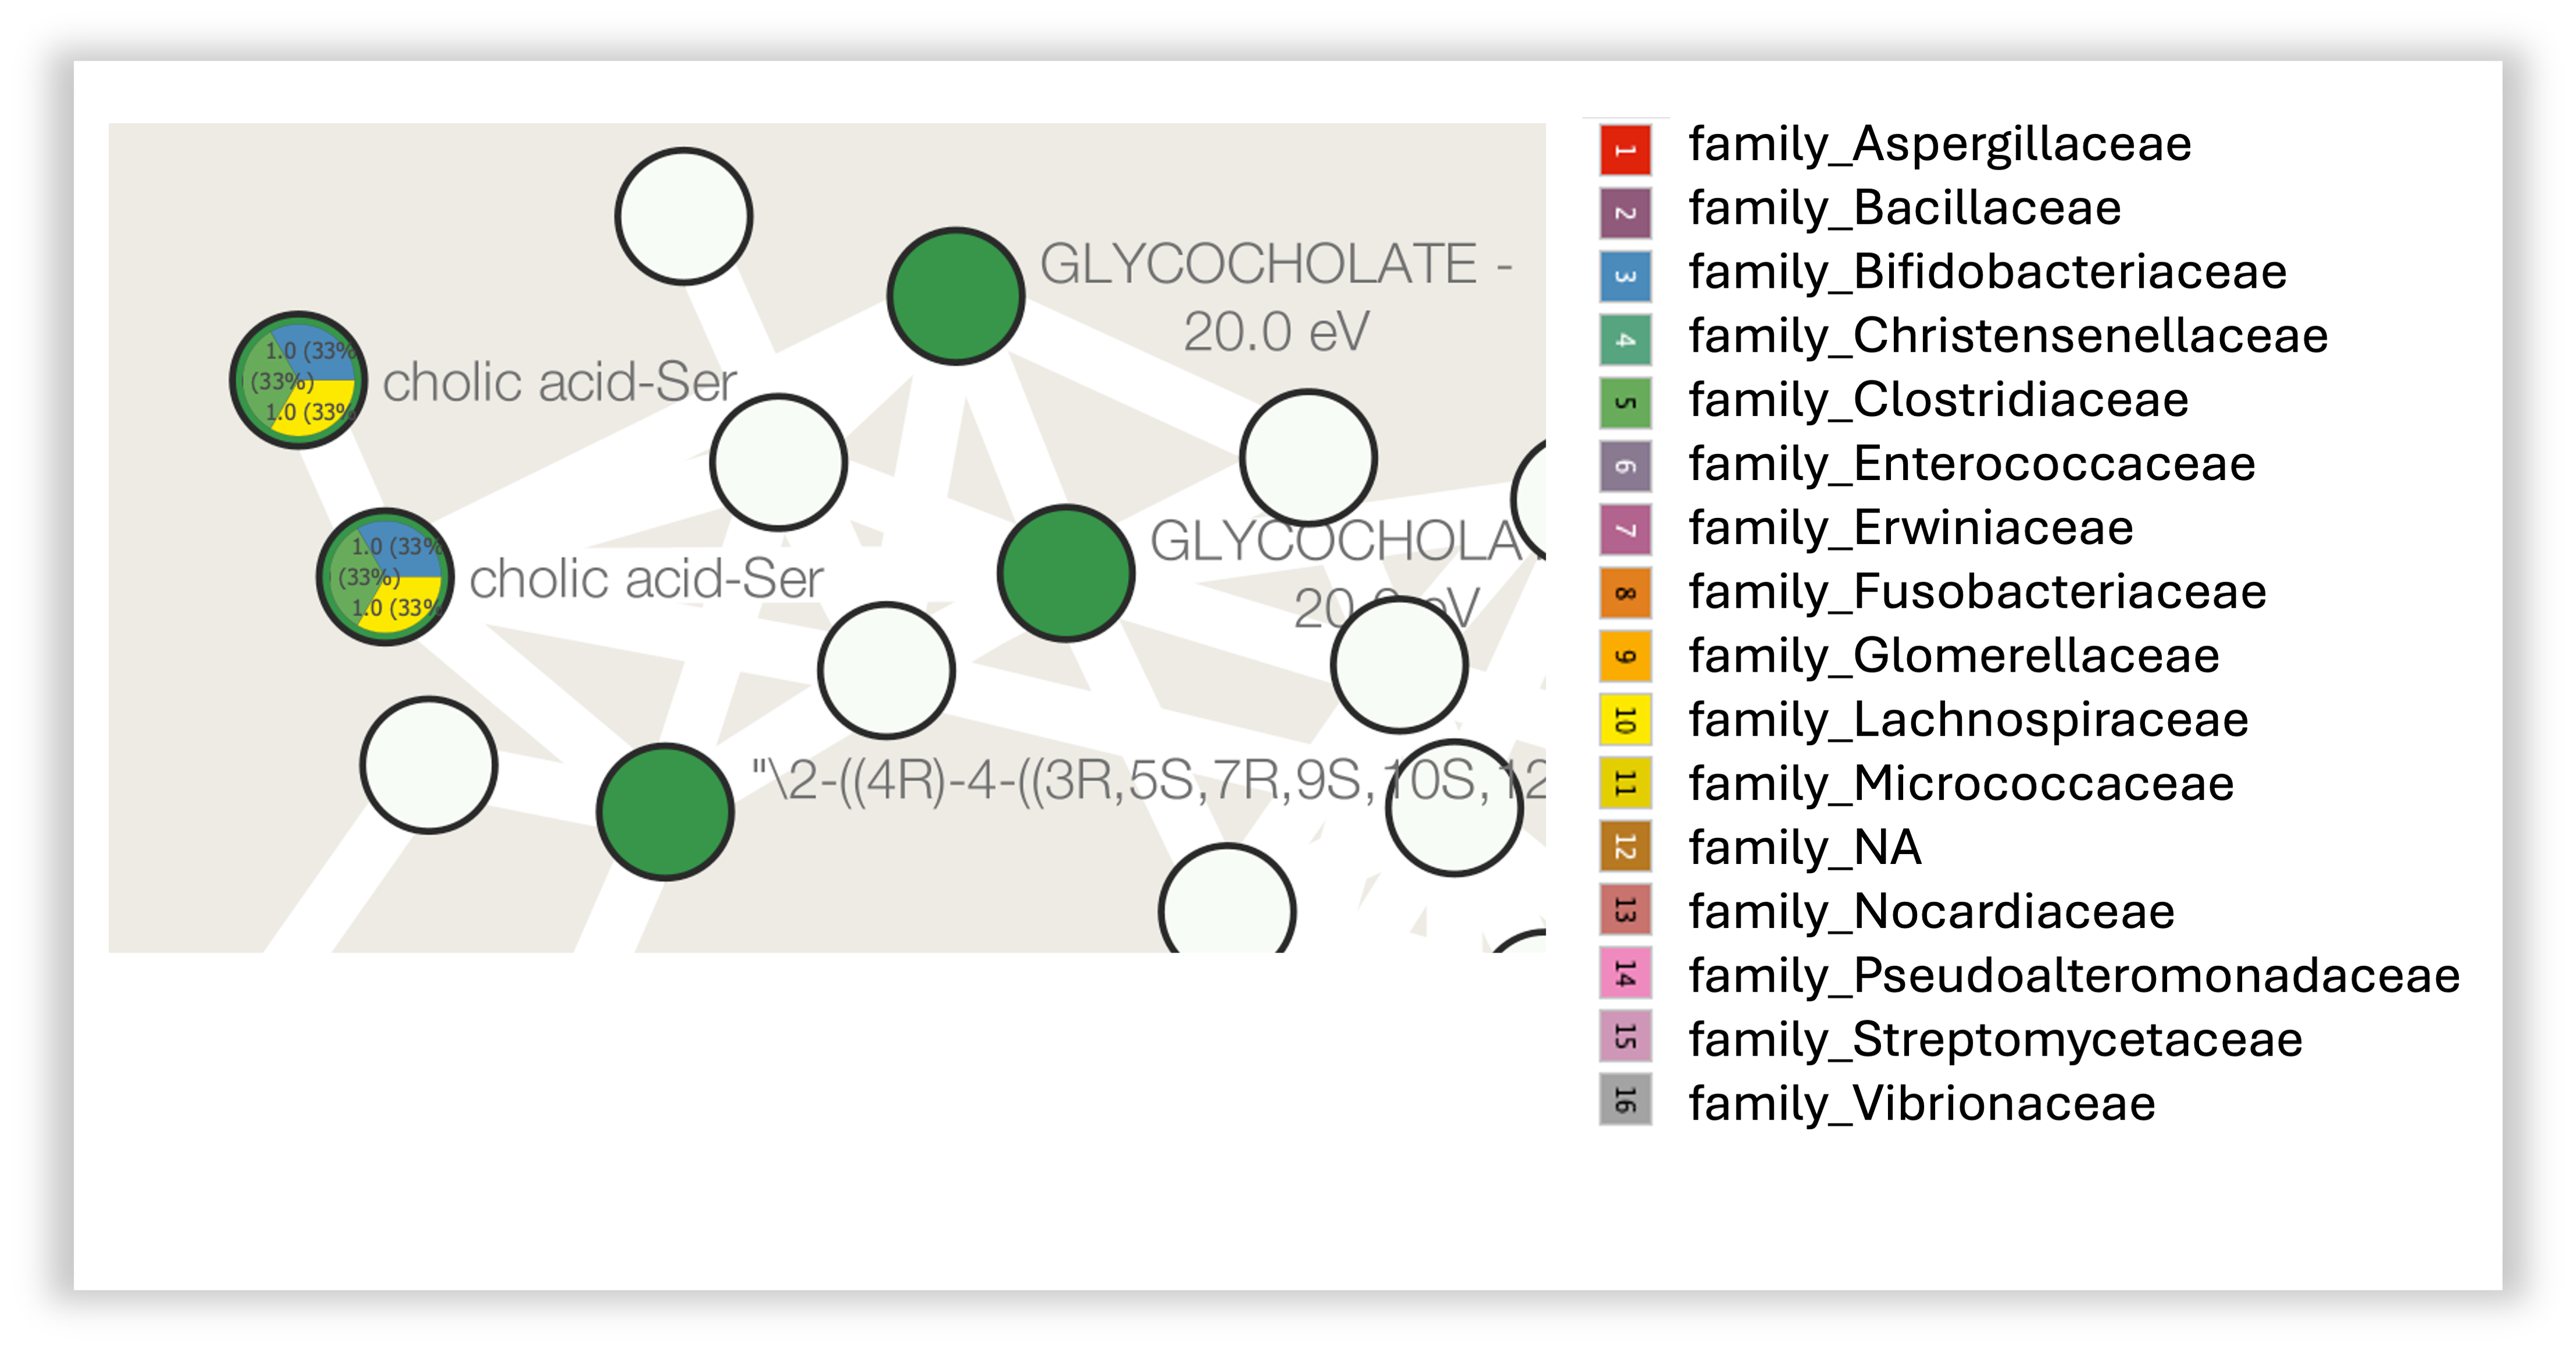 GLYCOCHOLATE -
20.0 eV
1.0 (33%
(33%)
1.0 (33%
cholic acid-Ser
GLYCOCHOLA
20.0 eV
1.0 (33%
(33%)
1.0 (33%
cholic acid-Ser
"\2-((4R)-4-((3R,5S,7R,9S,10S,12
1 family_Aspergillaceae
2 family_Bacillaceae
3 family_Bifidobacteriaceae
4 family_Christensenellaceae
5 family_Clostridiaceae
6 family_Enterococcaceae
7 family_Erwiniaceae
8 family_Fusobacteriaceae
9 family_Glomerellaceae
10 family_Lachnospiraceae
11 family_Micrococcaceae
12 family_NA
13 family_Nocardiaceae
14 family_Pseudoalteromonadaceae
15 family_Streptomycetaceae
16 family_Vibrionaceae